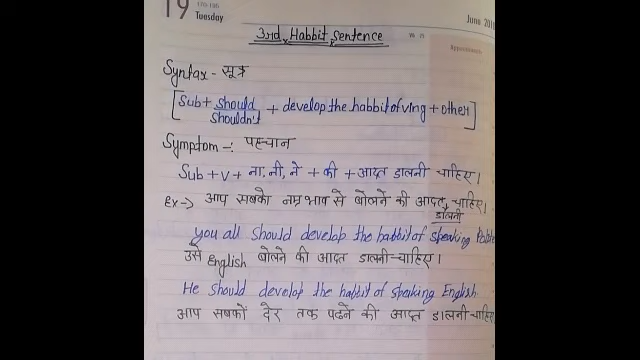 19 Tuesday June 201
3rd, Habbit, Sentence
Syntax - सूत्र
[Sub + should / shouldn't + develop the habbit of ving + other]
Symptom -: पहचान
Sub + v + ना, नी, ने + की + आदत डालनी चाहिए।
Ex -> आप सबको नम्र भाव से बोलने की आदत डालनी चाहिए।
you all should develop the habbit of speaking
उसे English बोलने की आदत डालनी चाहिए।
He should develop the habbit of speaking English.
आप सबकों देर तक पढने की आदत डालनी चाहिए